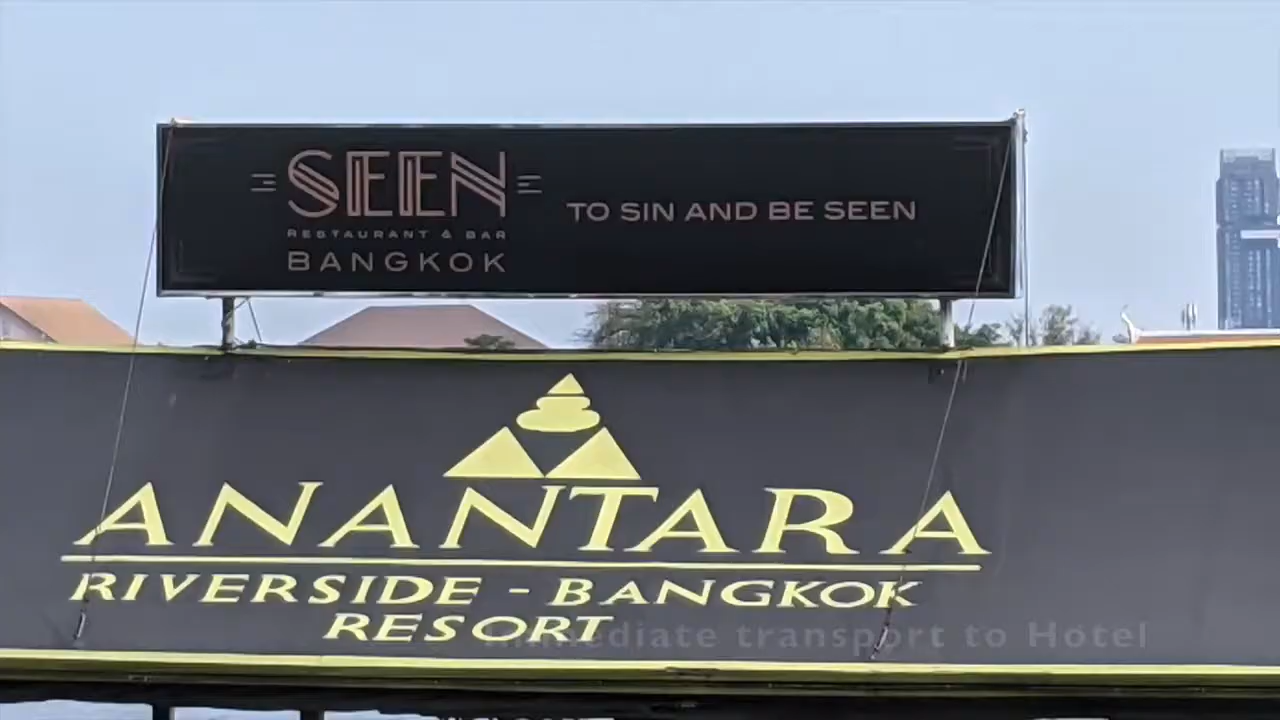 SEEN
RESTAURANT & BAR
BANGKOK
TO SIN AND BE SEEN
ANANTARA
RIVERSIDE - BANGKOK
RESORT
Immediate transport to Hotel